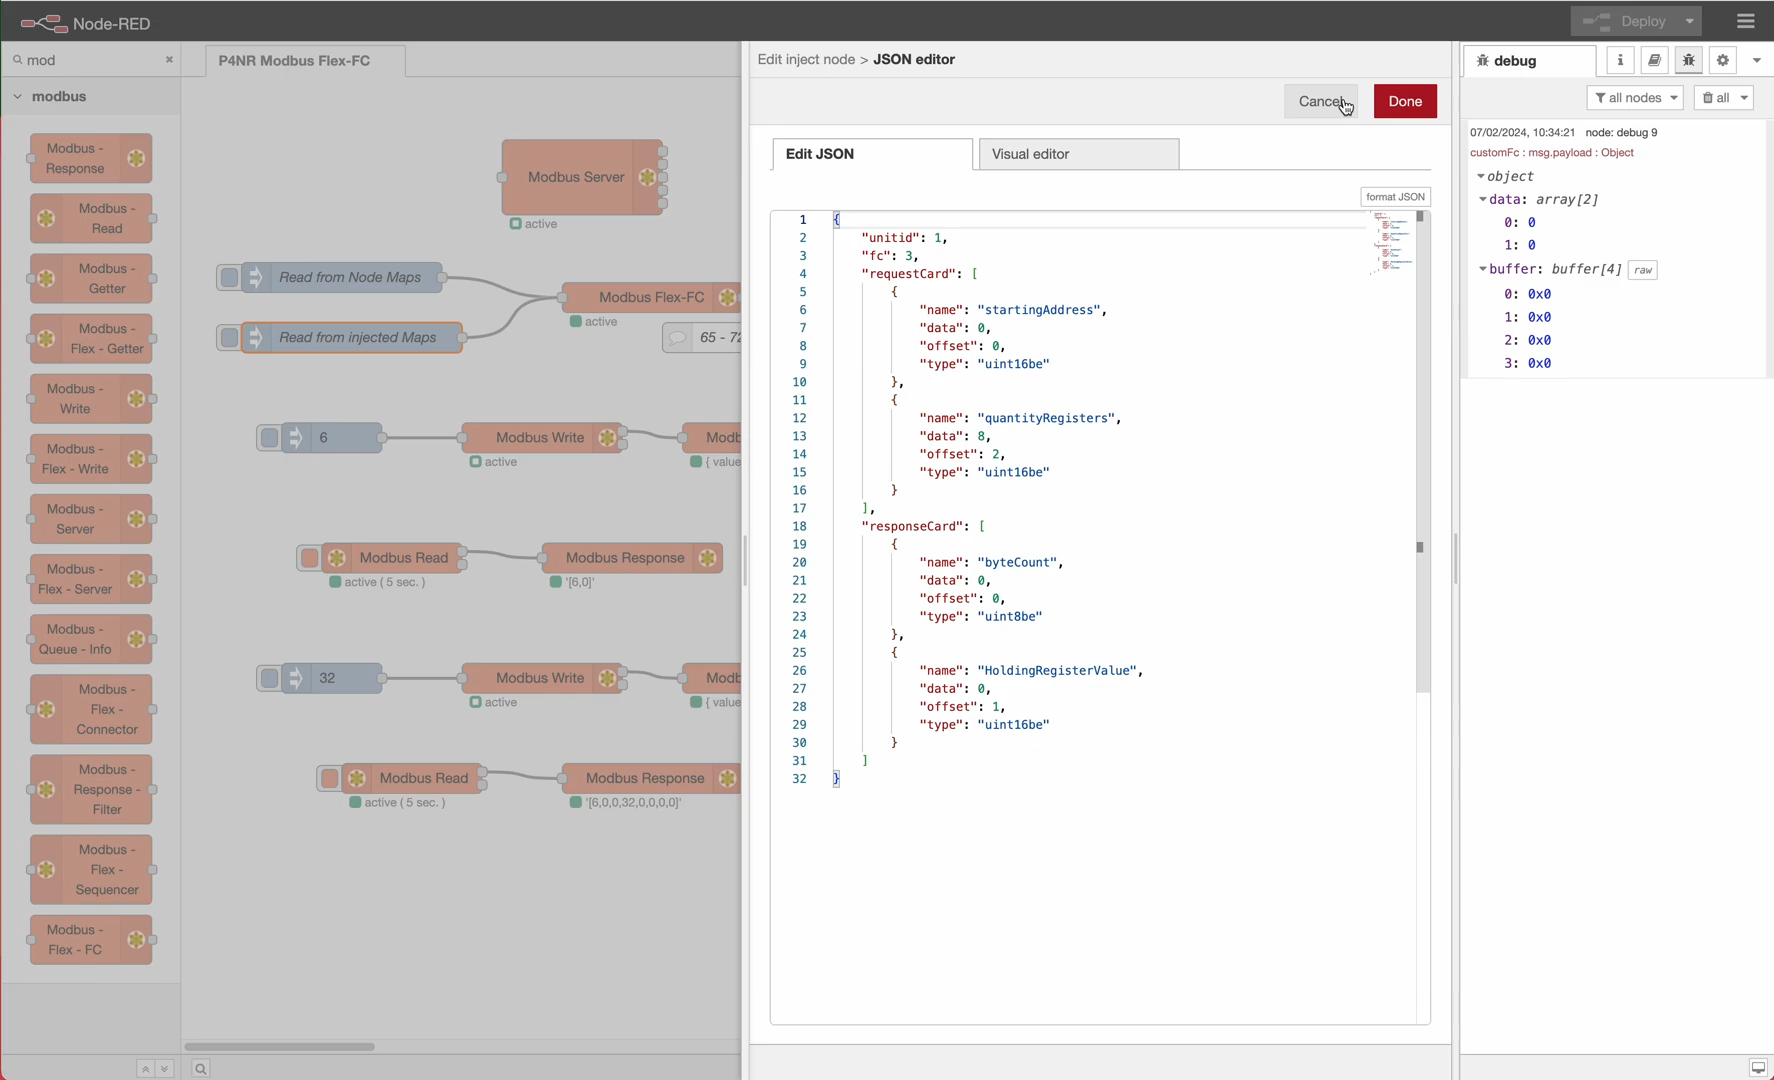 Node-RED
Deploy
mod
modbus
Modbus -
Response
Modbus -
Read
Modbus -
Getter
Modbus -
Flex - Getter
Modbus -
Write
Modbus -
Flex - Write
Modbus -
Server
Modbus -
Flex - Server
Modbus -
Queue - Info
Modbus -
Flex -
Connector
Modbus -
Response -
Filter
Modbus -
Flex -
Sequencer
Modbus -
Flex - FC
P4NR Modbus Flex-FC
Modbus Server
active
Read from Node Maps
Modbus Flex-FC
active
Read from injected Maps
65 - 72
6
Modbus Write
active
Modb
{ value
Modbus Read
active ( 5 sec. )
Modbus Response
'[6,0]'
32
Modbus Write
active
Modb
{ value
Modbus Read
active ( 5 sec. )
Modbus Response
'[6,0,0,32,0,0,0,0]'
Edit inject node > JSON editor
Cancel
Done
Edit JSON
Visual editor
format JSON
1 {
2 "unitid": 1,
3 "fc": 3,
4 "requestCard": [
5 {
6 "name": "startingAddress",
7 "data": 0,
8 "offset": 0,
9 "type": "uint16be"
10 },
11 {
12 "name": "quantityRegisters",
13 "data": 8,
14 "offset": 2,
15 "type": "uint16be"
16 }
17 ],
18 "responseCard": [
19 {
20 "name": "byteCount",
21 "data": 0,
22 "offset": 0,
23 "type": "uint8be"
24 },
25 {
26 "name": "HoldingRegisterValue",
27 "data": 0,
28 "offset": 1,
29 "type": "uint16be"
30 }
31 ]
32 }
debug
all nodes
all
07/02/2024, 10:34:21 node: debug 9
customFc : msg.payload : Object
object
data: array[2]
0: 0
1: 0
buffer: buffer[4] raw
0: 0x0
1: 0x0
2: 0x0
3: 0x0